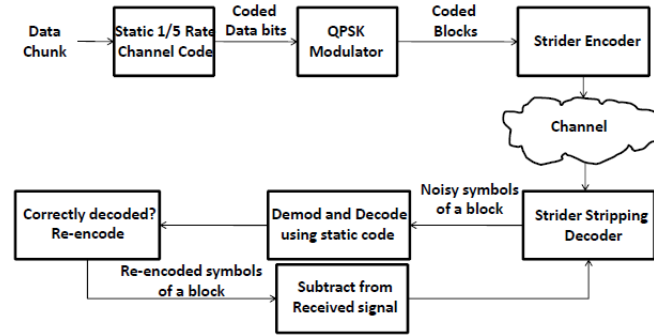 Data
Chunk
Static 1/5 Rate
Channel Code
Coded
Data bits
QPSK
Modulator
Coded
Blocks
Strider Encoder
Channel
Correctly decoded?
Re-encode
Demod and Decode
using static code
Noisy symbols
of a block
Strider Stripping
Decoder
Re-encoded symbols
of a block
Subtract from
Received signal